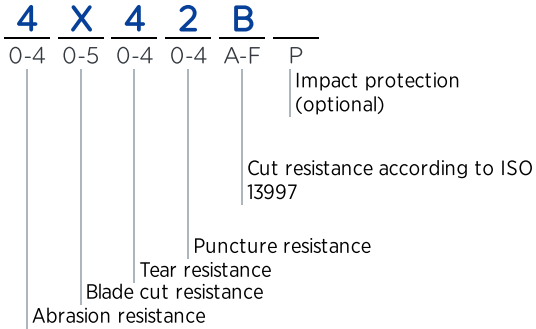 4 X 4 2 B
0-4 0-5 0-4 0-4 A-F P
Impact protection
(optional)
Cut resistance according to ISO
13997
Puncture resistance
Tear resistance
Blade cut resistance
Abrasion resistance